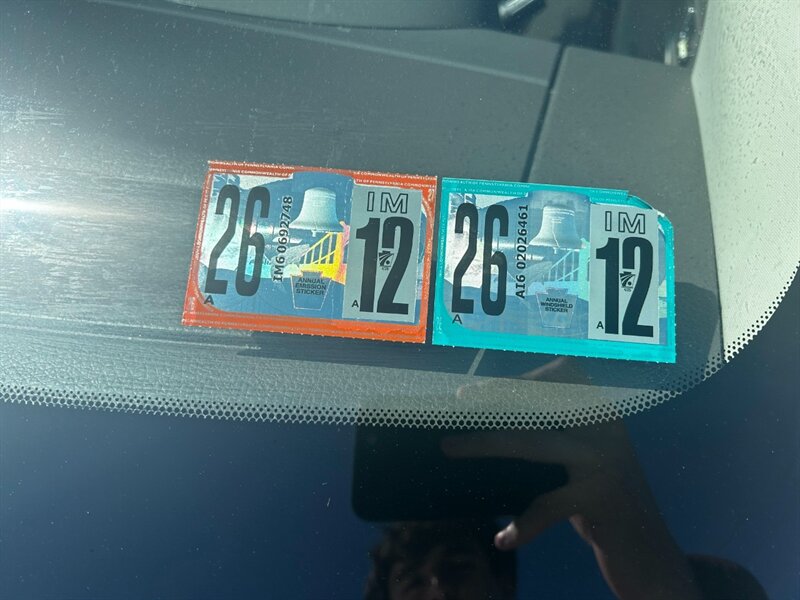 26
IM6 0692748
IM
12
ANNUAL
EMISSION
STICKER
A
A
26
AI6 02026461
IM
12
ANNUAL
WINDSHIELD
STICKER
A
A